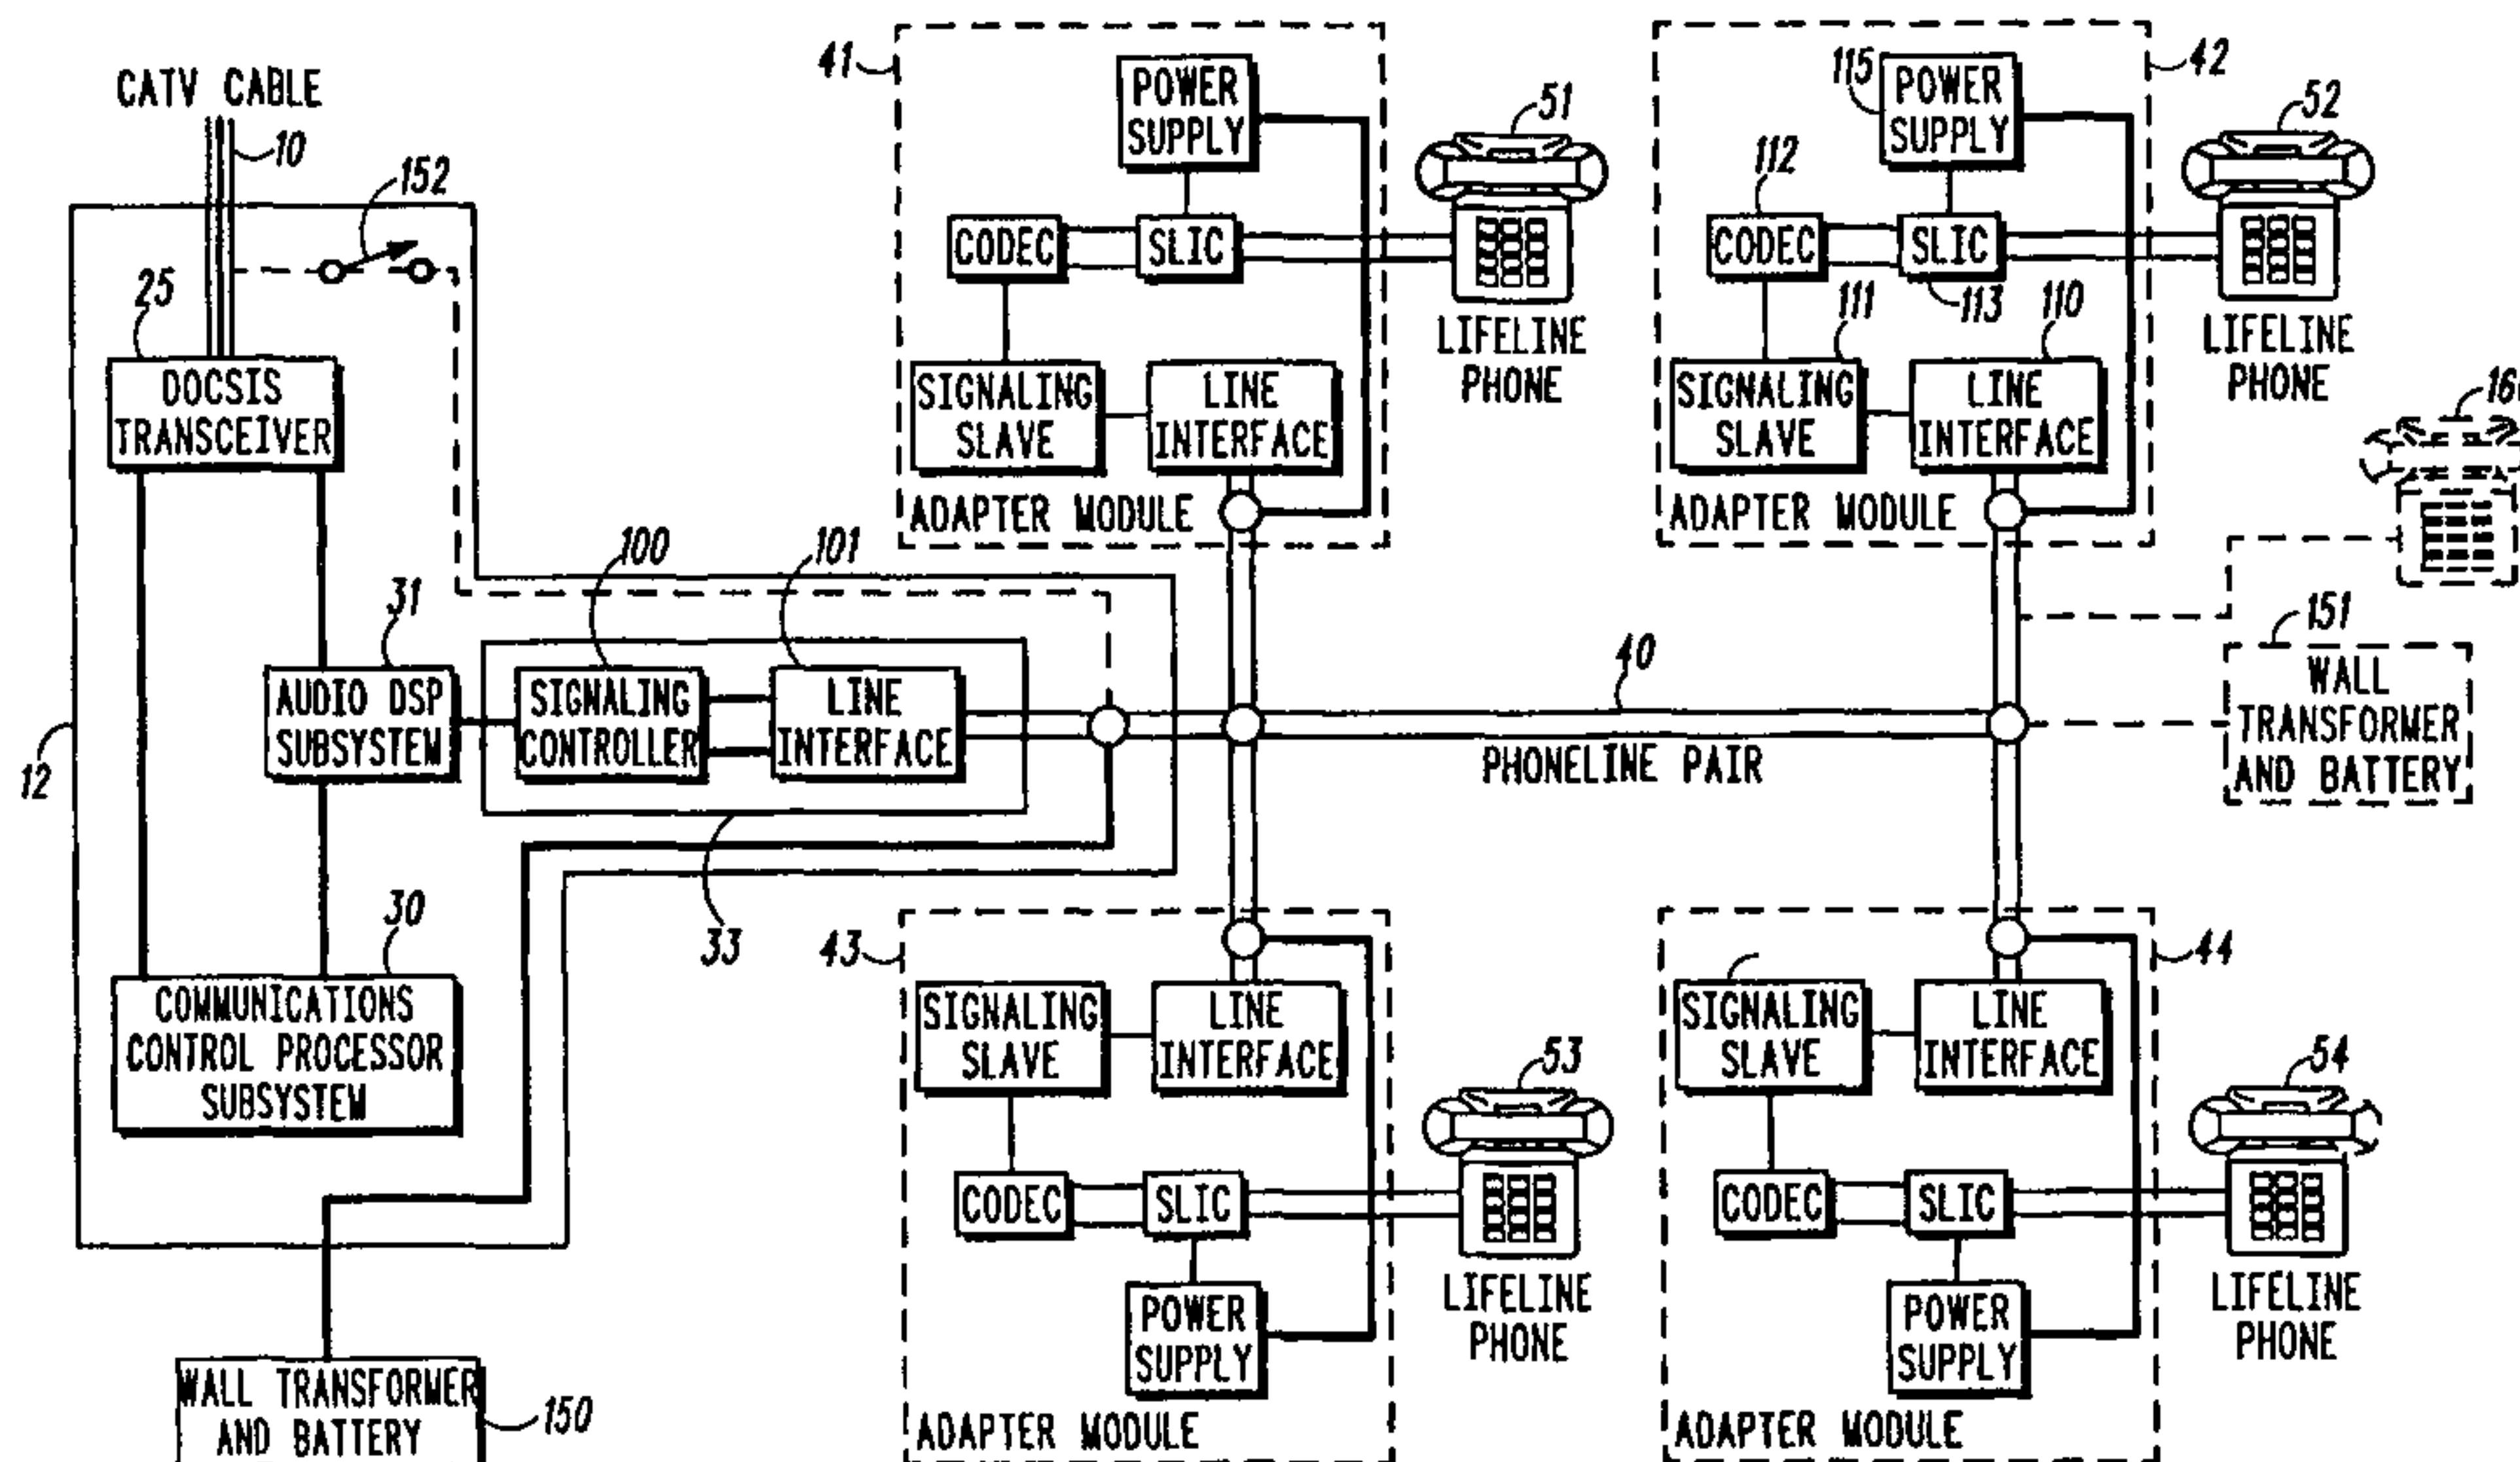 CATV CABLE
10
152
25
DOCSIS
TRANSCEIVER
12
31
AUDIO DSP
SUBSYSTEM
100
SIGNALING
CONTROLLER
101
LINE
INTERFACE
33
30
COMMUNICATIONS
CONTROL PROCESSOR
SUBSYSTEM
WALL TRANSFORMER
AND BATTERY
150
41
POWER
SUPPLY
CODEC
SLIC
SIGNALING
SLAVE
LINE
INTERFACE
ADAPTER MODULE
51
LIFELINE
PHONE
42
115
POWER
SUPPLY
112
CODEC
SLIC
113
111
SIGNALING
SLAVE
110
LINE
INTERFACE
ADAPTER MODULE
52
LIFELINE
PHONE
40
PHONELINE PAIR
151
WALL
TRANSFORMER
AND BATTERY
43
SIGNALING
SLAVE
LINE
INTERFACE
CODEC
SLIC
POWER
SUPPLY
ADAPTER MODULE
53
LIFELINE
PHONE
44
SIGNALING
SLAVE
LINE
INTERFACE
CODEC
SLIC
POWER
SUPPLY
ADAPTER MODULE
54
LIFELINE
PHONE